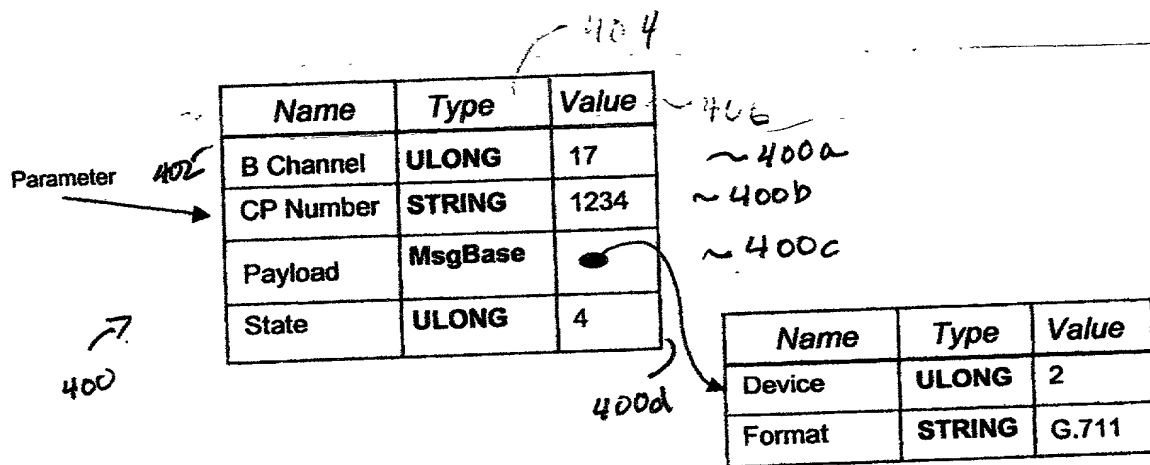 404
Name Type Value ~406
402 B Channel ULONG 17 ~400a
Parameter CP Number STRING 1234 ~400b
Payload MsgBase ~400c
State ULONG 4
400
400d
Name Type Value
Device ULONG 2
Format STRING G.711